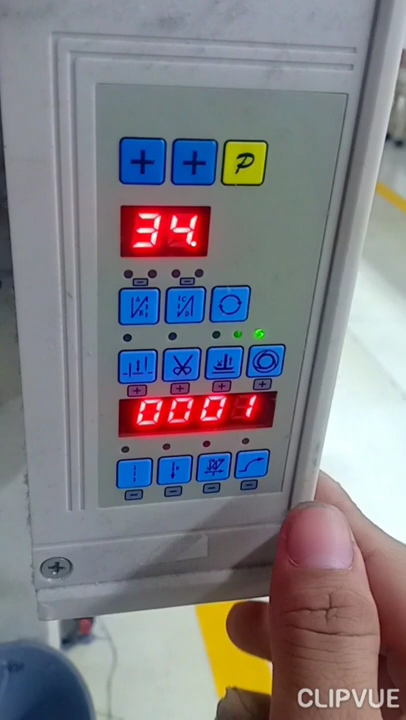 + +
P
34.
0001
CLIPVUE